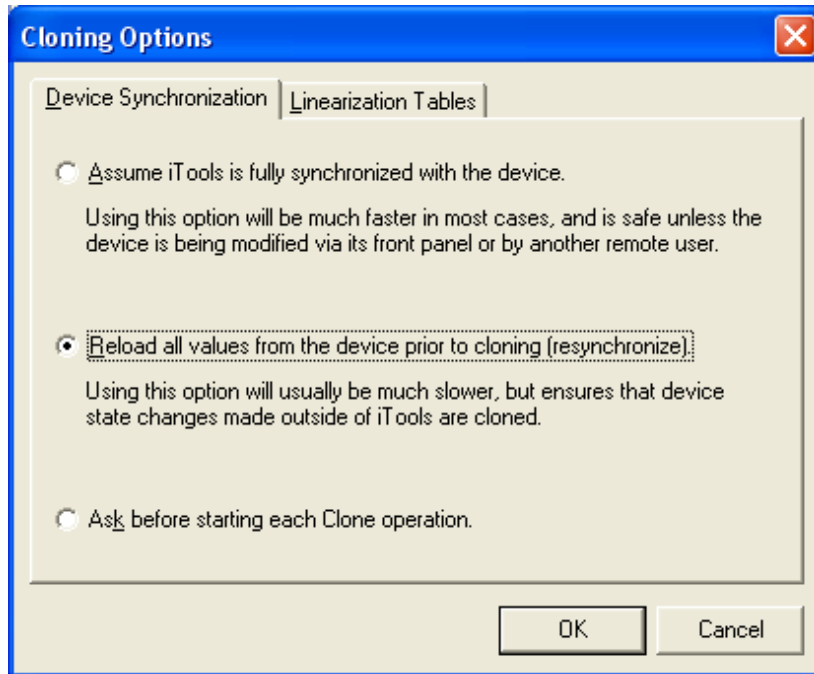 Cloning Options
Device Synchronization
Linearization Tables
Assume iTools is fully synchronized with the device.
Using this option will be much faster in most cases, and is safe unless the
device is being modified via its front panel or by another remote user.
Reload all values from the device prior to cloning (resynchronize).
Using this option will usually be much slower, but ensures that device
state changes made outside of iTools are cloned.
Ask before starting each Clone operation.
OK
Cancel